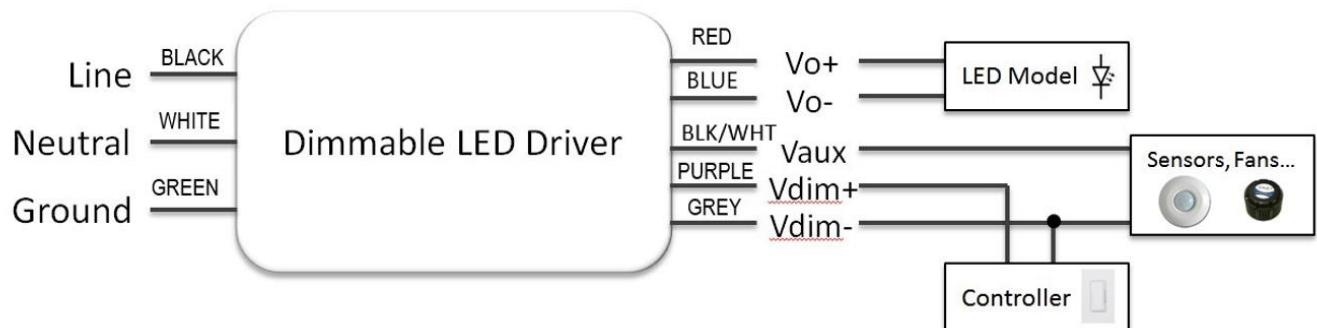 Line BLACK
Neutral WHITE
Ground GREEN
Dimmable LED Driver
RED Vo+
BLUE Vo-
BLK/WHT Vaux
PURPLE Vdim+
GREY Vdim-
LED Model
Sensors, Fans...
Controller